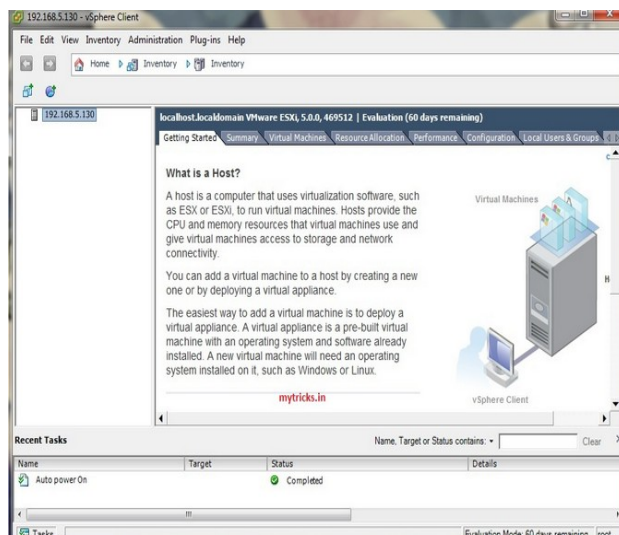 192.168.5.130 - vSphere Client
File Edit View Inventory Administration Plug-ins Help
Home Inventory Inventory
192.168.5.130
localhost.localdomain VMware ESXi, 5.0.0, 469512 | Evaluation (60 days remaining)
Getting Started Summary Virtual Machines Resource Allocation Performance Configuration Local Users & Groups
What is a Host?
A host is a computer that uses virtualization software, such
as ESX or ESXi, to run virtual machines. Hosts provide the
CPU and memory resources that virtual machines use and
give virtual machines access to storage and network
connectivity.
You can add a virtual machine to a host by creating a new
one or by deploying a virtual appliance.
The easiest way to add a virtual machine is to deploy a
virtual appliance. A virtual appliance is a pre-built virtual
machine with an operating system and software already
installed. A new virtual machine will need an operating
system installed on it, such as Windows or Linux.
mytricks.in
Virtual Machines
H
vSphere Client
Recent Tasks
Name, Target or Status contains: Clear
Name Target Status Details
Auto power On Completed
Tasks Evaluation Mode: 60 days remaining root